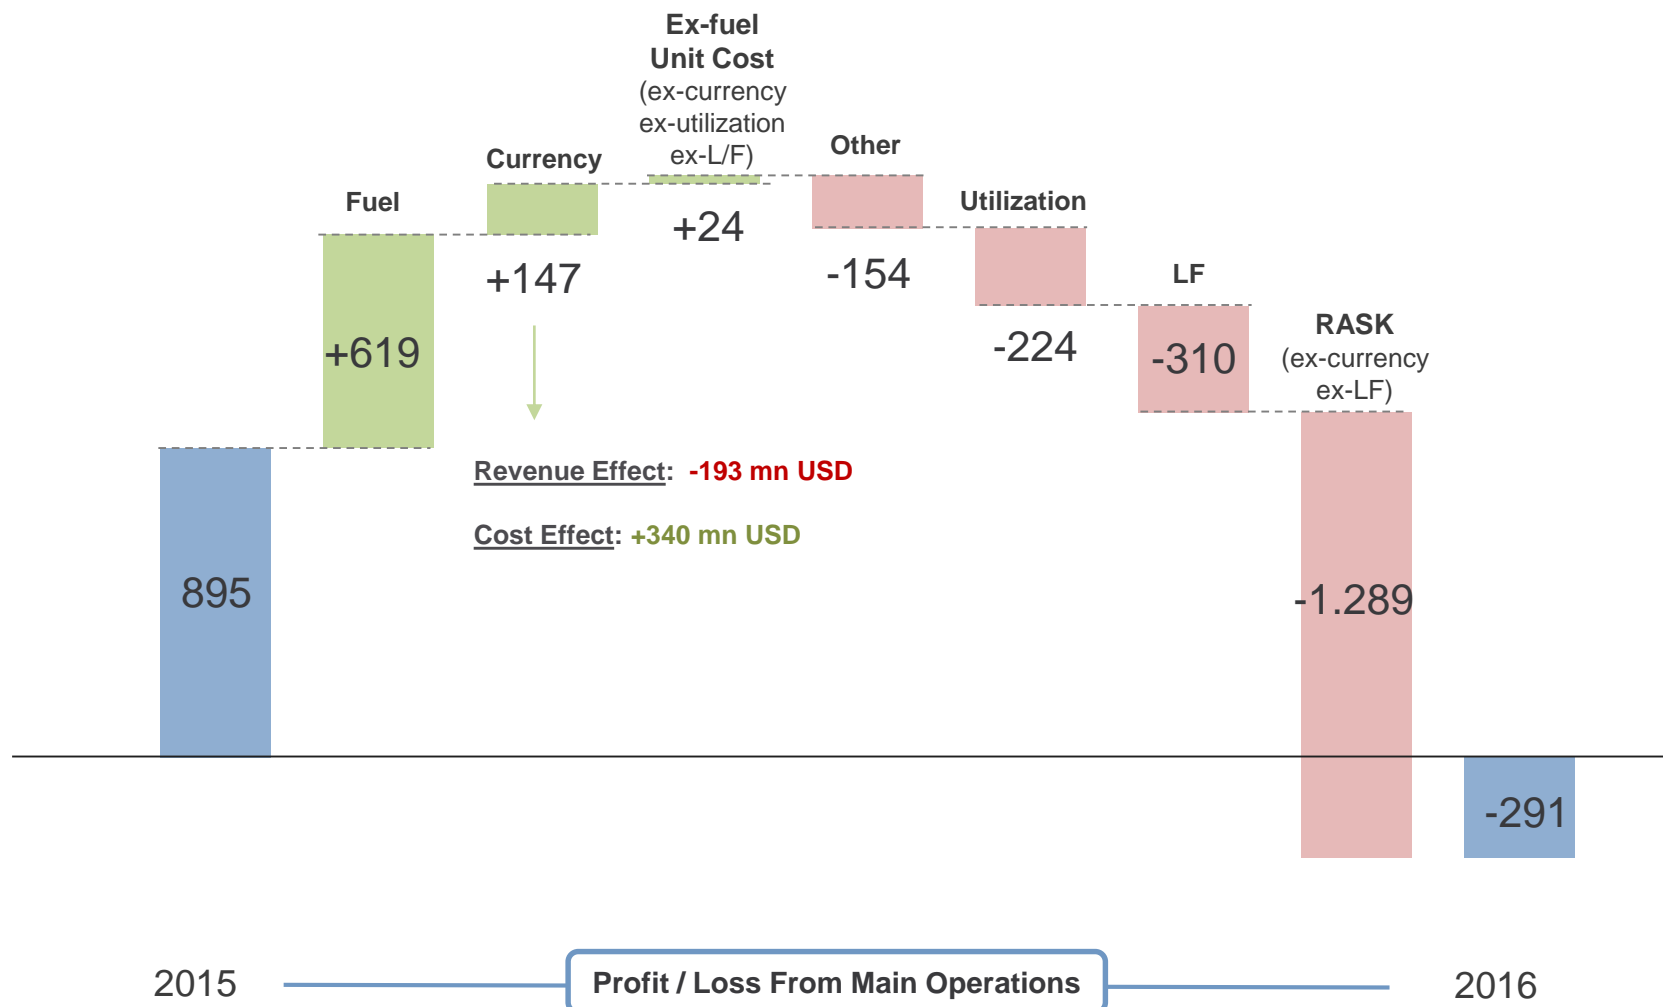 Ex-fuel
Unit Cost
(ex-currency
ex-utilization
ex-L/F)
Other
Currency
Fuel
Utilization
+24
+147
-154
LF
+619
-224
-310
RASK
(ex-currency
ex-LF)
Revenue Effect: -193 mn USD
Cost Effect: +340 mn USD
895
-1.289
-291
2015
Profit / Loss From Main Operations
2016